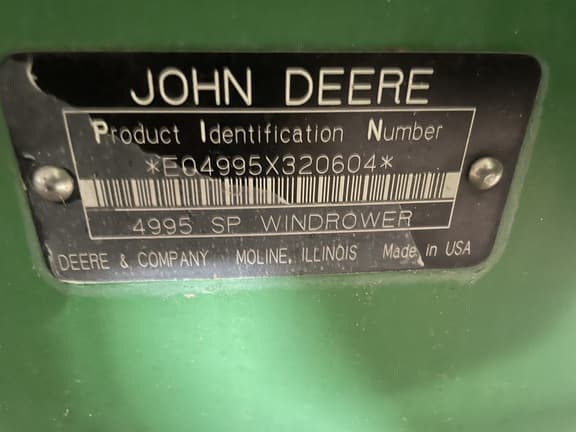 JOHN DEERE
Product Identification Number
*E04995X320604*
4995 SP WINDROWER
DEERE & COMPANY MOLINE, ILLINOIS Made in USA